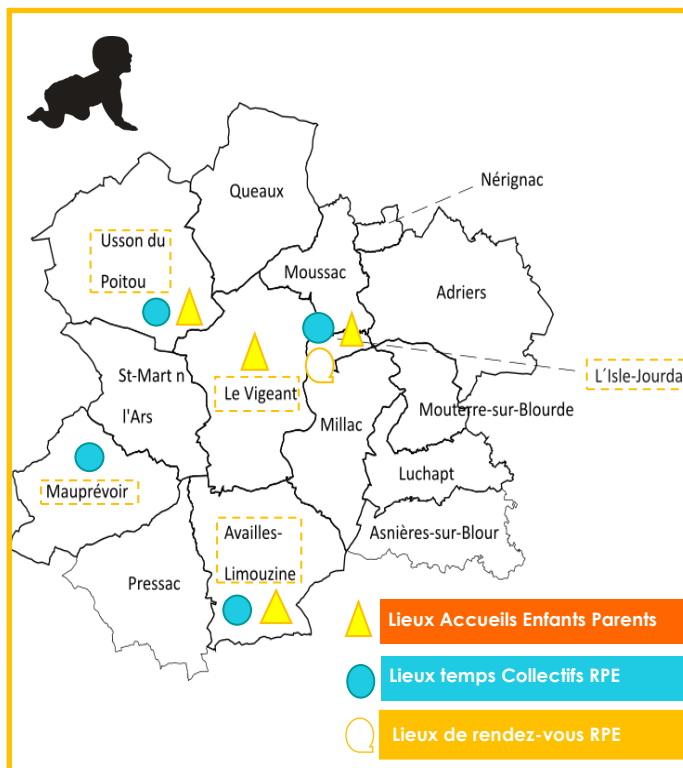 Nérignac
Queaux
Usson du
Poitou
Moussac
Adriers
St-Mart n
l'Ars
Le Vigeant
L'Isle-Jourda
Millac
Mouterre-sur-Blourde
Luchapt
Mauprévoir
Availles-
Limouzine
Asnières-sur-Blour
Pressac
Lieux Accueils Enfants Parents
Lieux temps Collectifs RPE
Lieux de rendez-vous RPE